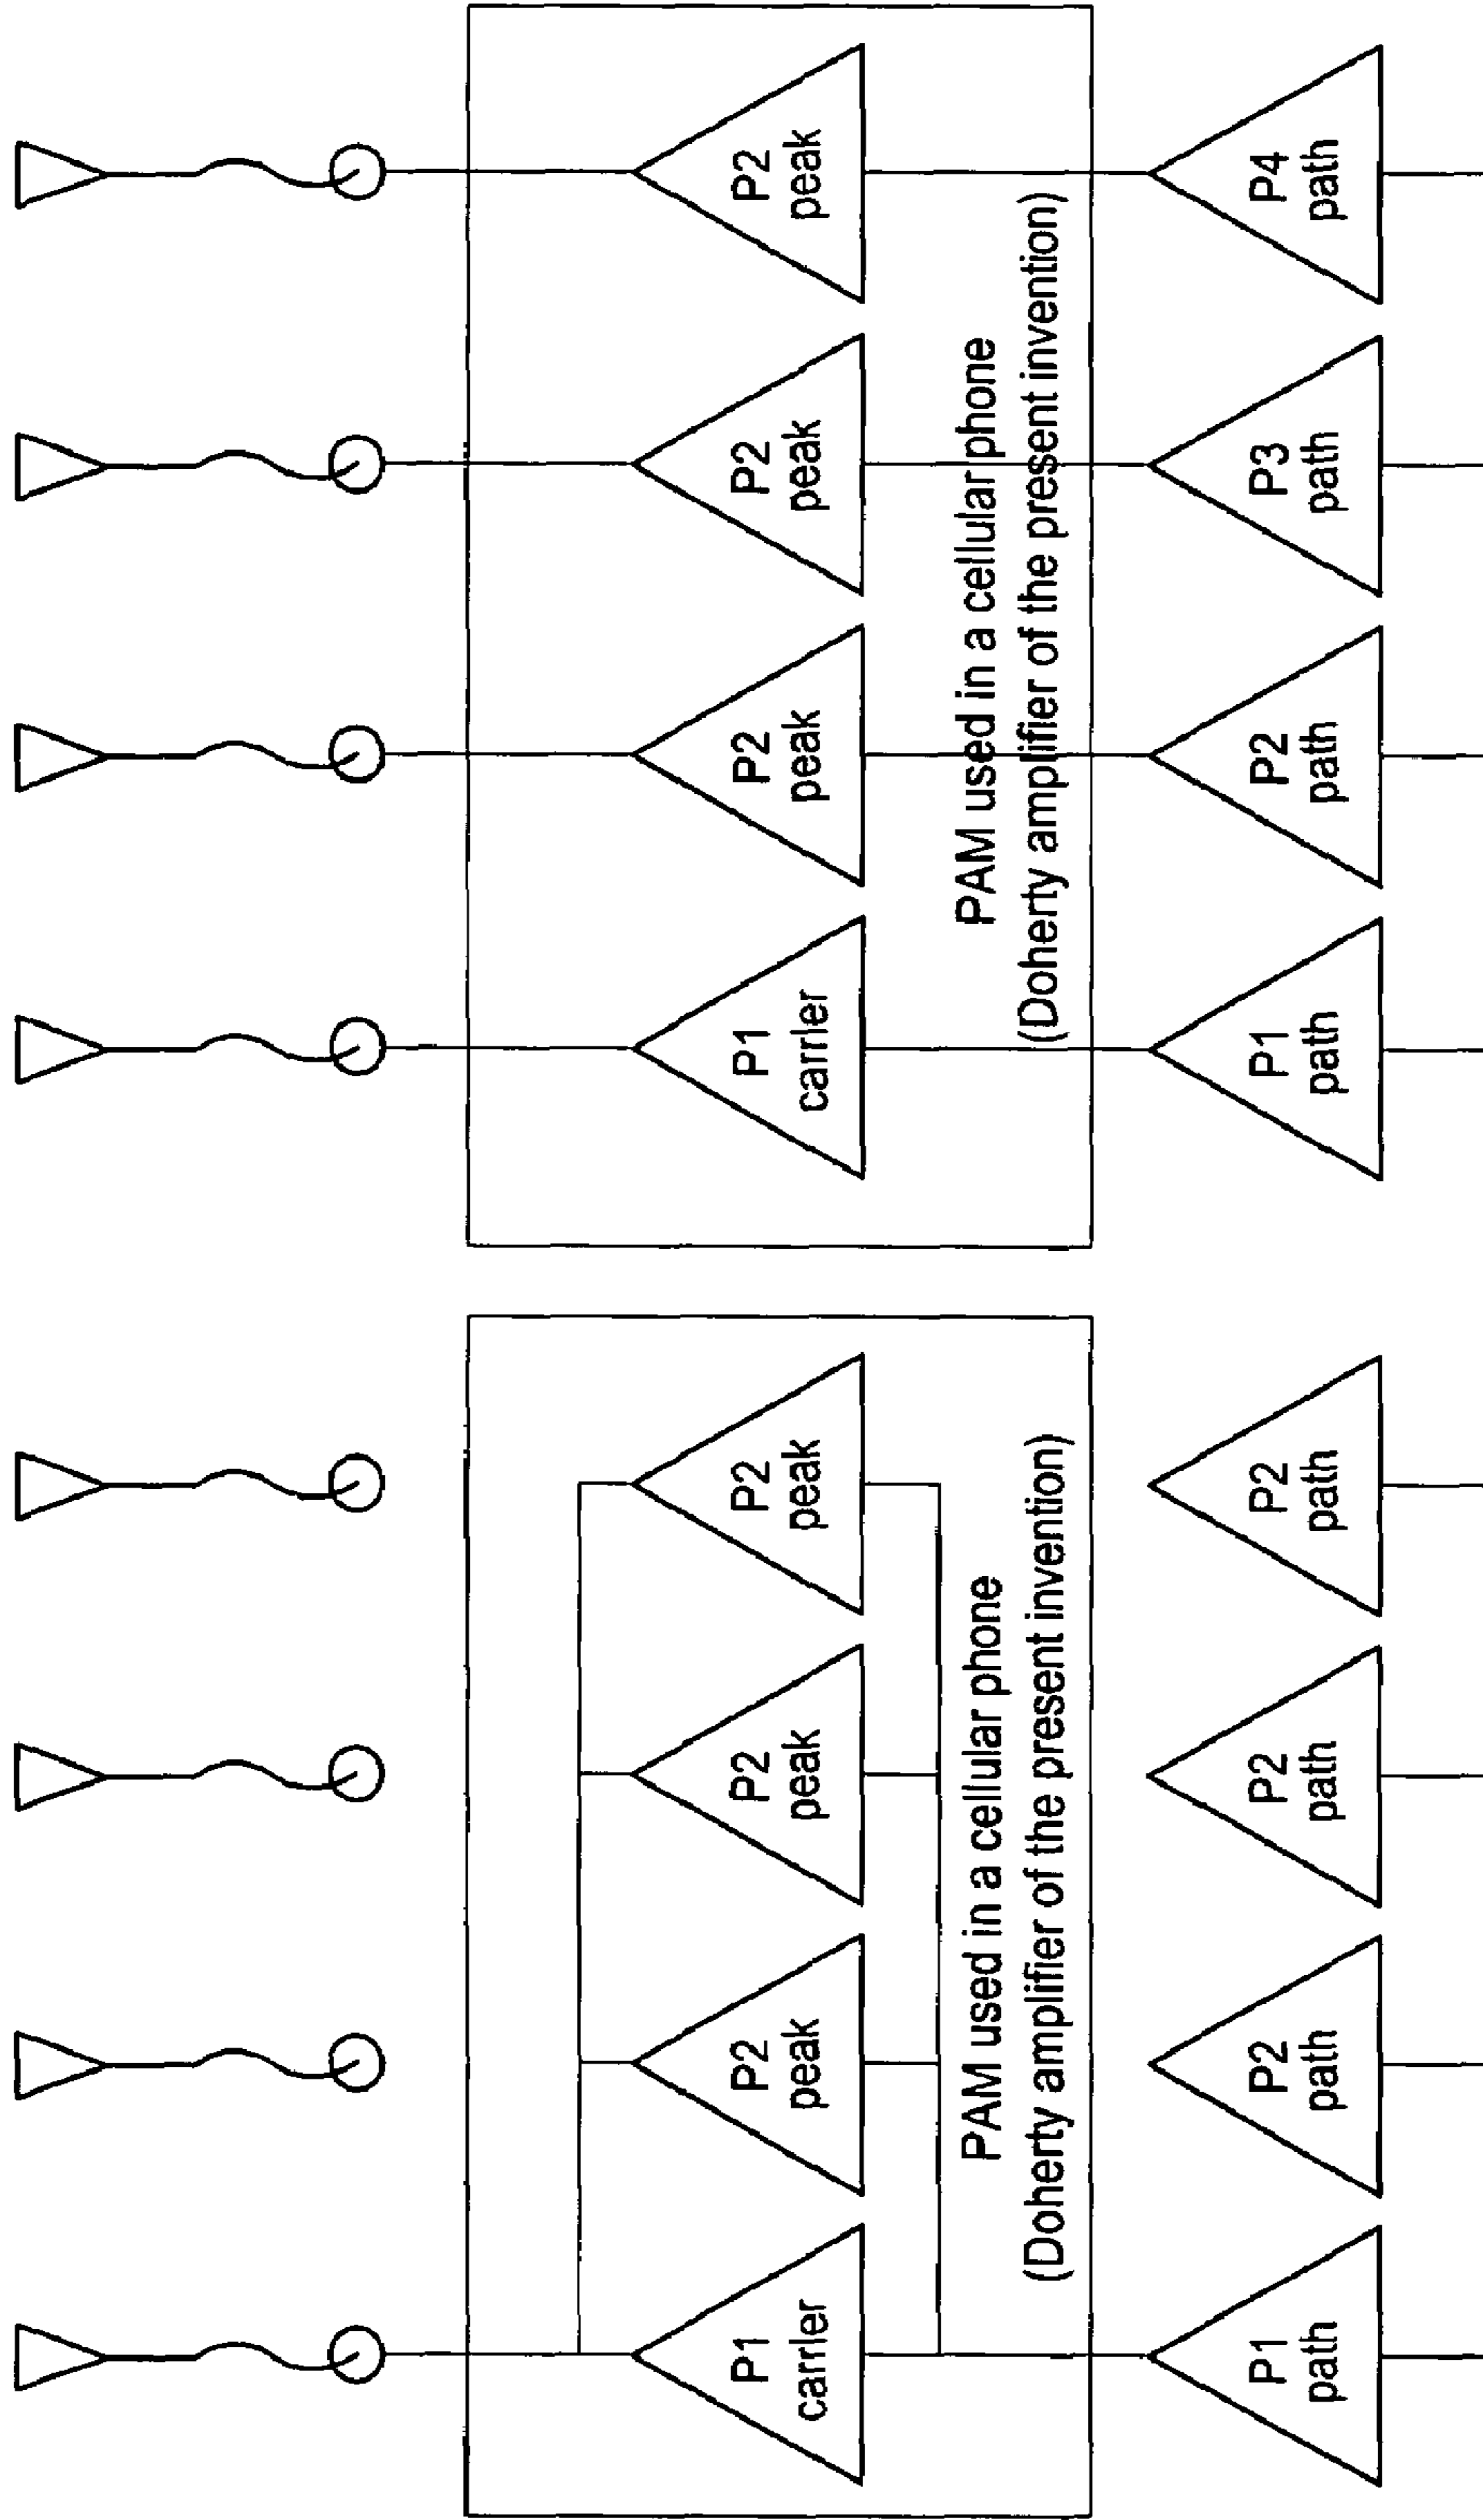 P1
carrier
P2
peak
P2
peak
P2
peak
PAM used in a cellular phone
(Doherty amplifier of the present invention)
P1
path
P2
path
P2
path
P2
path
P1
carrier
P2
peak
P2
peak
P2
peak
PAM used in a cellular phone
(Doherty amplifier of the present invention)
P1
path
P2
path
P3
path
P4
path